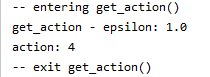 -- entering get_action()
get_action - epsilon: 1.0
action: 4
-- exit get_action()